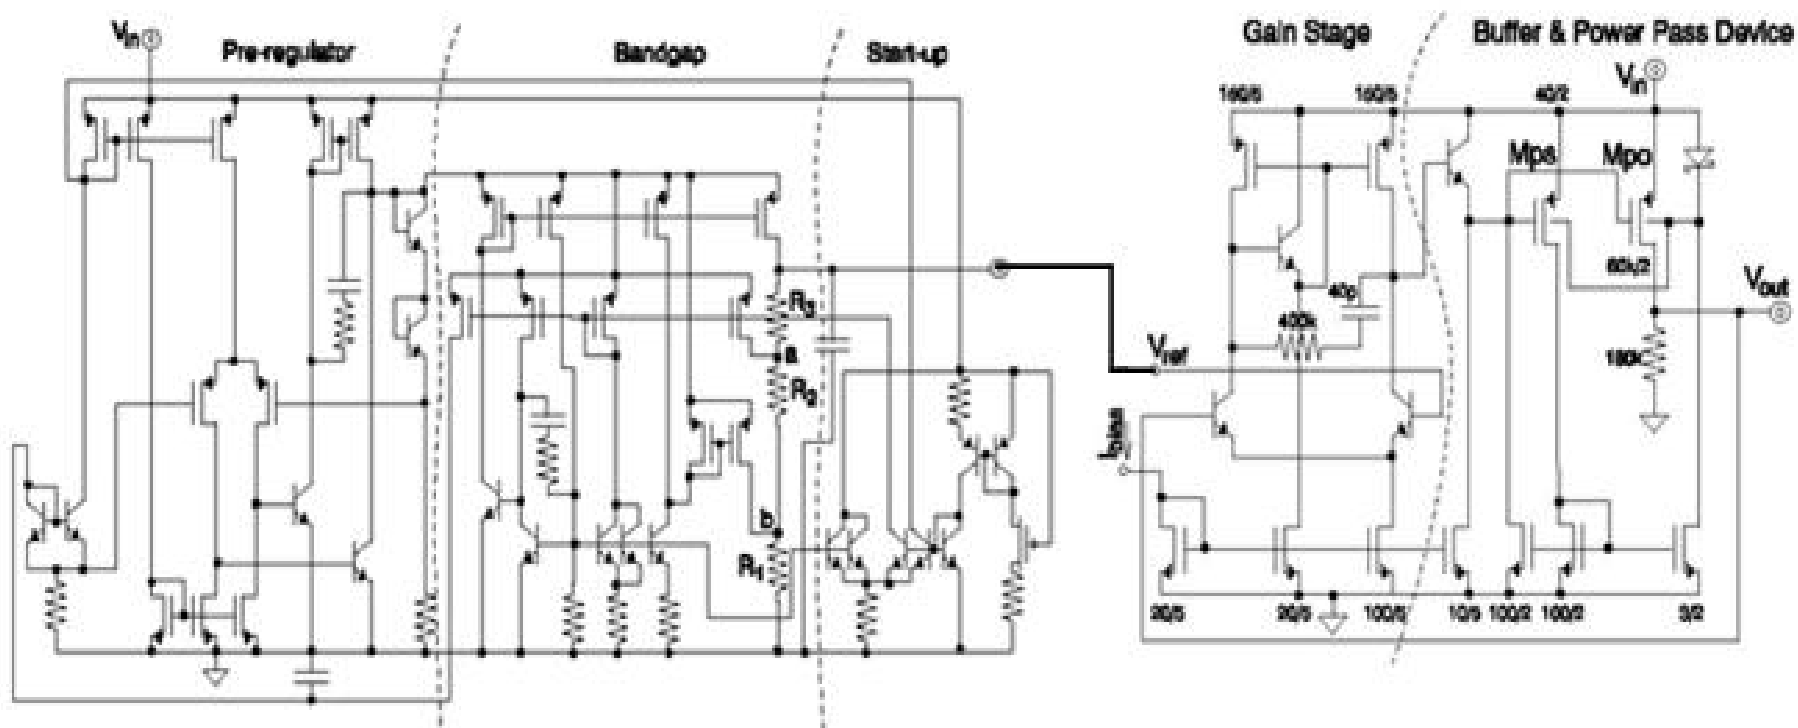 Vin
Pre-regulator
Bandgap
Start-up
Gain Stage
Buffer & Power Pass Device
Vin
160/5
160/5
40/2
Mps
Mpo
R3
a
R2
b
R1
40p
400k
60k/2
Vout
180k
Vref
Ibias
20/5
20/5
100/5
10/5
100/2
100/2
3/2